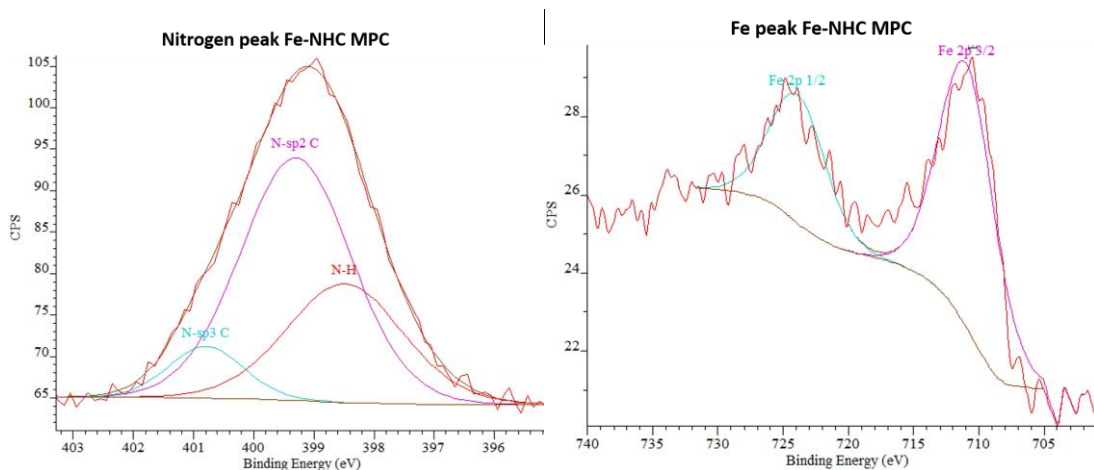 Nitrogen peak Fe-NHC MPC
105
100
95
90
85
80
75
70
65
CPS
N-sp2 C
N-H
N-sp3 C
403 402 401 400 399 398 397 396
Binding Energy (eV)
Fe peak Fe-NHC MPC
Fe 2p 3/2
Fe 2p 1/2
28
26
24
22
CPS
740 735 730 725 720 715 710 705
Binding Energy (eV)